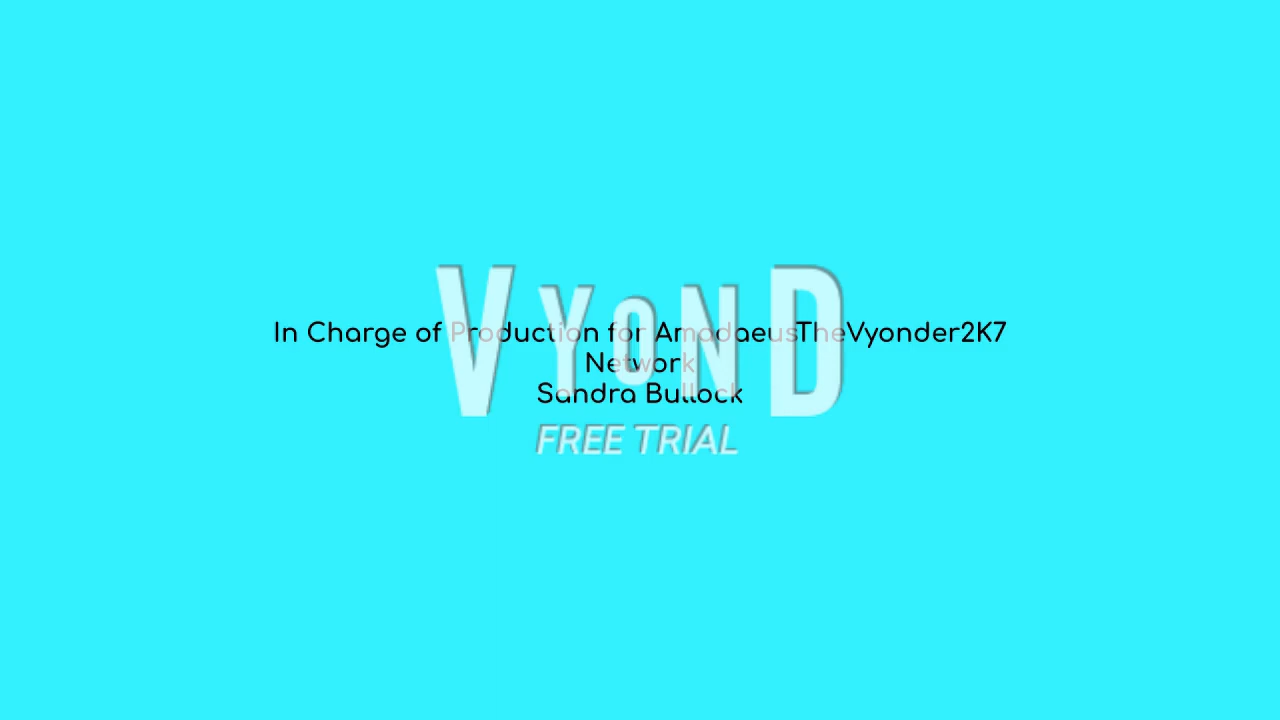 In Charge of Production for AmadaeusTheVyonder2K7
Network
Sandra Bullock
VYOND
FREE TRIAL